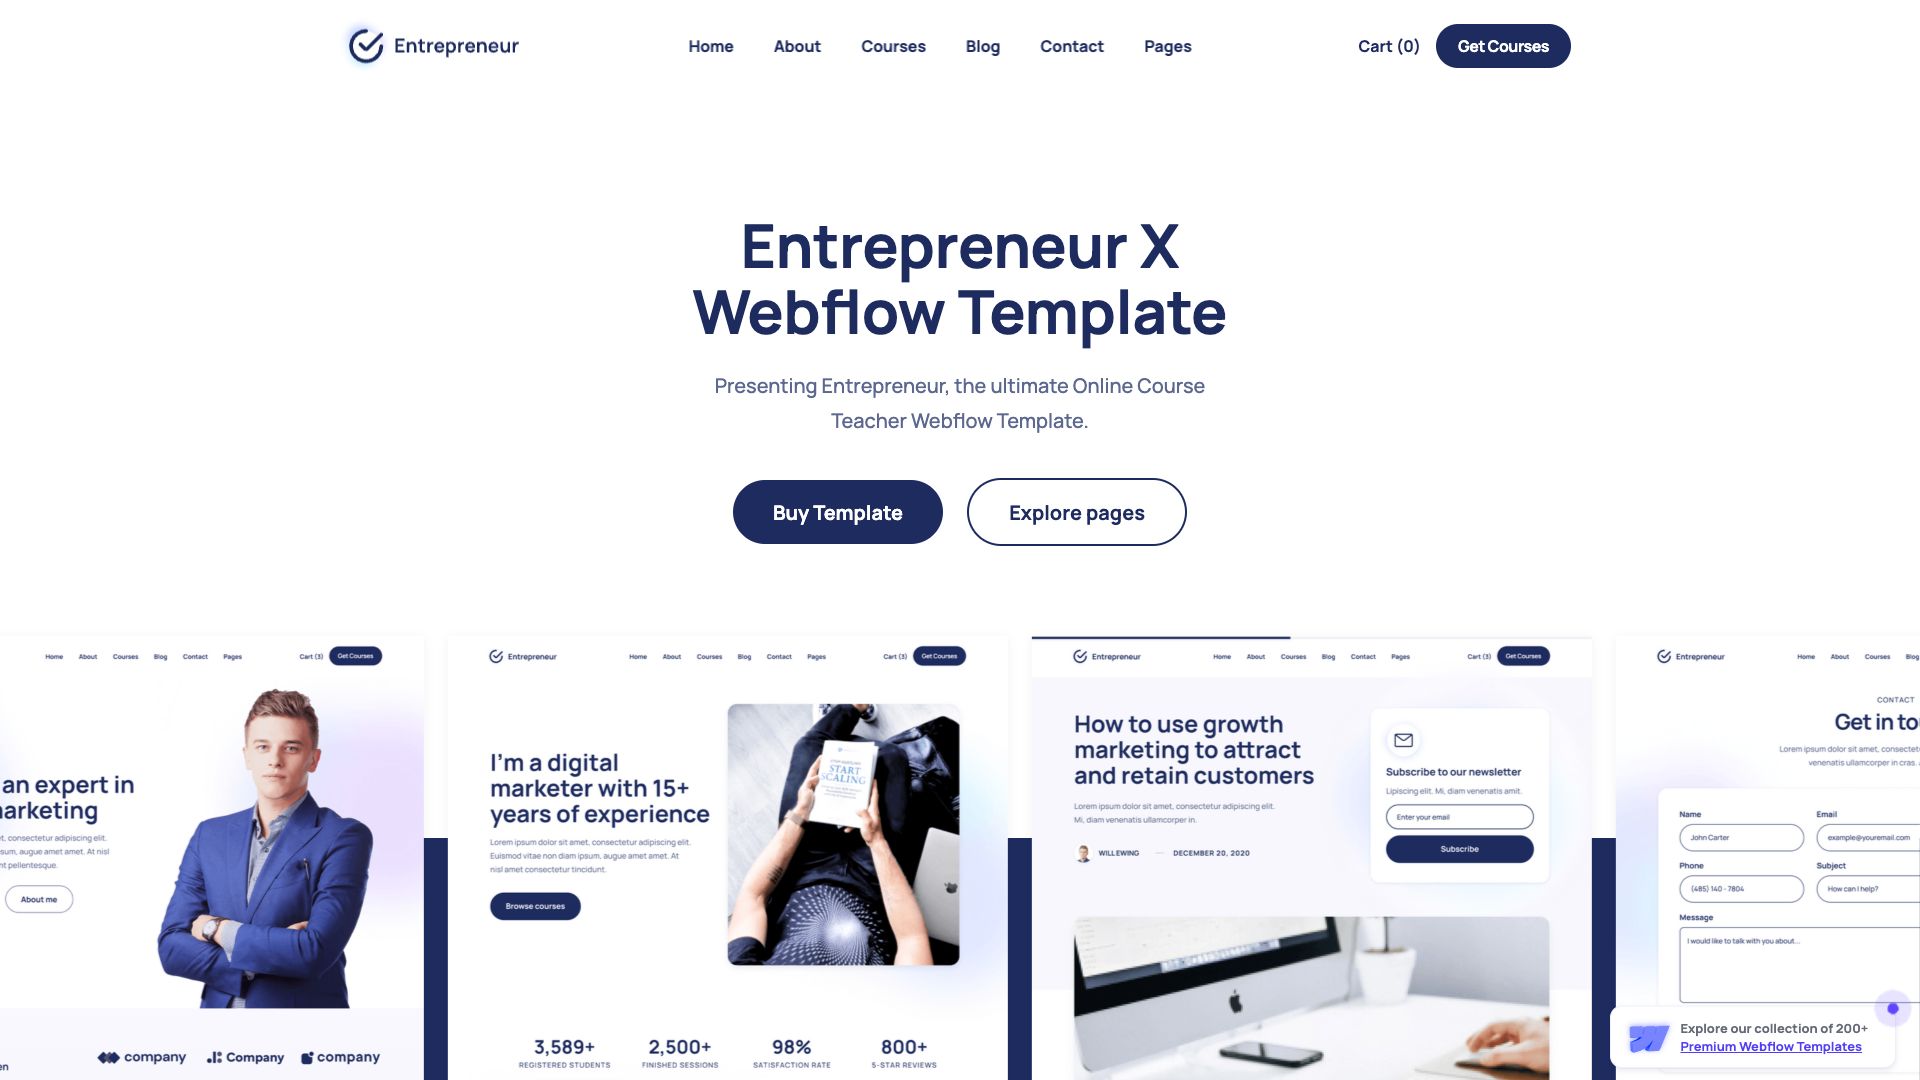 Entrepreneur
Home About Courses Blog Contact Pages
Cart (0) Get Courses
Entrepreneur X
Webflow Template
Presenting Entrepreneur, the ultimate Online Course
Teacher Webflow Template.
Buy Template
Explore pages
Home About Courses Blog Contact Pages
Cart (3) Get Courses
an expert in
arketing
t, consectetur adipiscing elit.
sum, augue amet amet. At nisl
nt pellentesque.
About me
company Company company
en
Entrepreneur
Home About Courses Blog Contact Pages
Cart (3) Get Courses
I'm a digital
marketer with 15+
years of experience
Lorem ipsum dolor sit amet, consectetur adipiscing elit.
Euismod vitae non diam ipsum, augue amet amet. At
nisl amet consectetur tincidunt.
Browse courses
START
SCALING
3,589+
REGISTERED STUDENTS
2,500+
FINISHED SESSIONS
98%
SATISFACTION RATE
800+
5-STAR REVIEWS
Entrepreneur
Home About Courses Blog Contact Pages
Cart (3) Get Courses
How to use growth
marketing to attract
and retain customers
Lorem ipsum dolor sit amet, consectetur adipiscing elit.
Mi, diam venenatis ullamcorper in.
WILL EWING — DECEMBER 20, 2020
Subscribe to our newsletter
Lipiscing elit. Mi, diam venenatis amit.
Enter your email
Subscribe
Entrepreneur
Home About Courses Blog
CONTACT
Get in tou
Lorem ipsum dolor sit amet, consectetur
venenatis ullamcorper in cras.
Name
John Carter
Email
example@youremail.com
Phone
(485) 140 - 7804
Subject
How can I help?
Message
I would like to talk with you about...
Explore our collection of 200+
Premium Webflow Templates